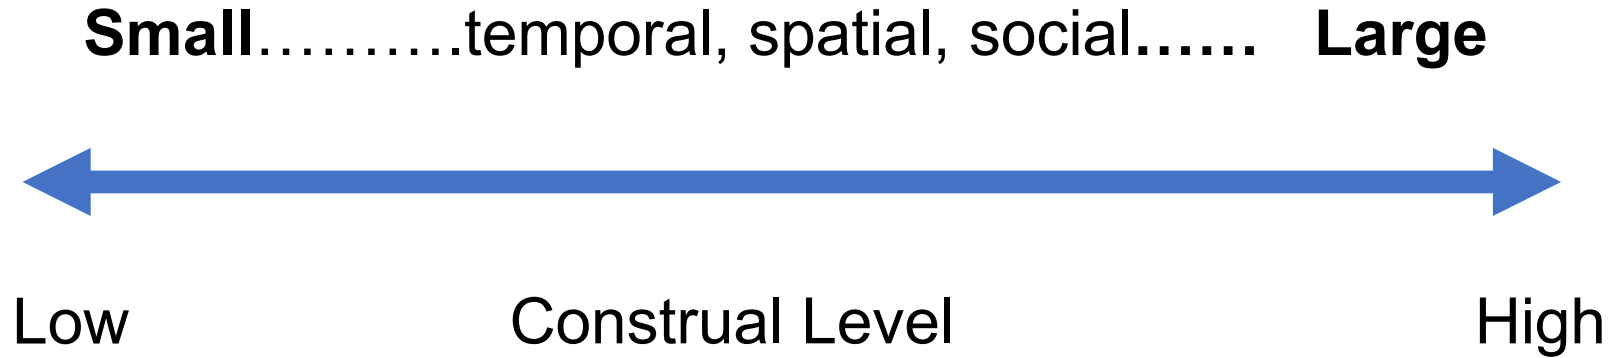 Small……….temporal, spatial, social…… Large
Low Construal Level High